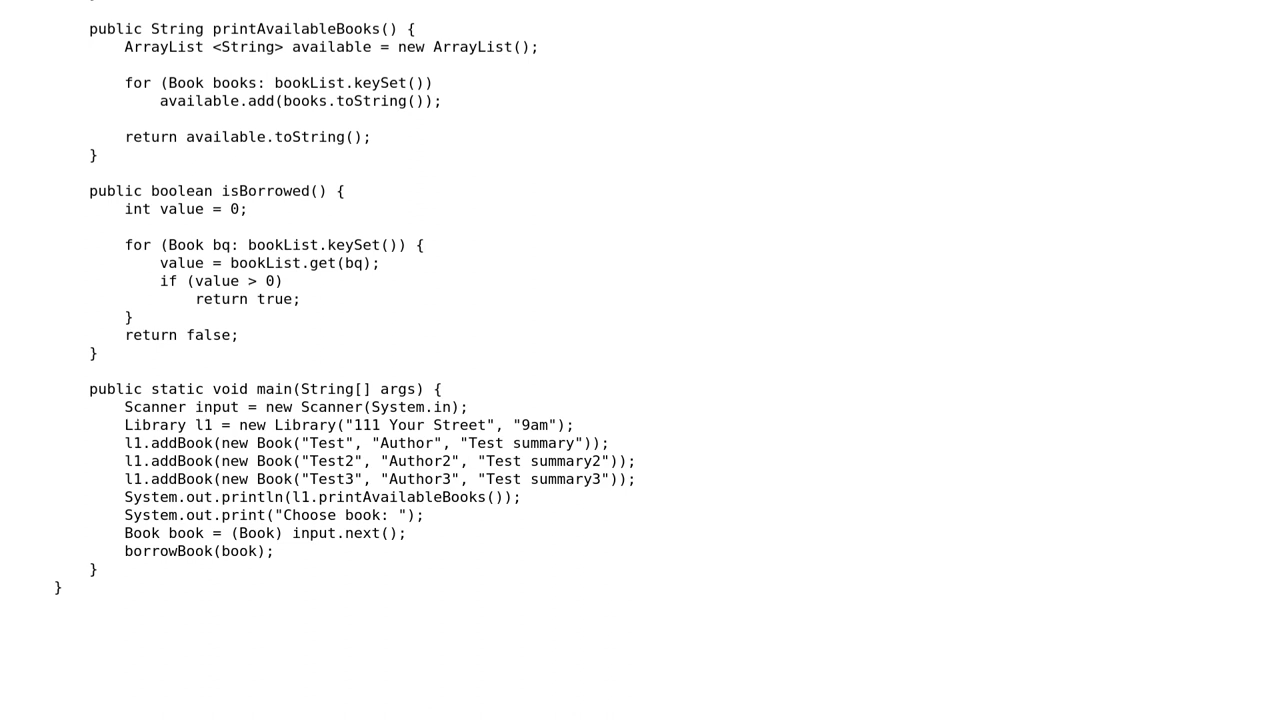 public String printAvailableBooks() {
ArrayList <String> available = new ArrayList();
for (Book books: bookList.keySet())
available.add(books.toString());
return available.toString();
}
public boolean isBorrowed() {
int value = 0;
for (Book bq: bookList.keySet()) {
value = bookList.get(bq);
if (value > 0)
return true;
}
return false;
}
public static void main(String[] args) {
Scanner input = new Scanner(System.in);
Library l1 = new Library("111 Your Street", "9am");
l1.addBook(new Book("Test", "Author", "Test summary"));
l1.addBook(new Book("Test2", "Author2", "Test summary2"));
l1.addBook(new Book("Test3", "Author3", "Test summary3"));
System.out.println(l1.printAvailableBooks());
System.out.print("Choose book: ");
Book book = (Book) input.next();
borrowBook(book);
}
}